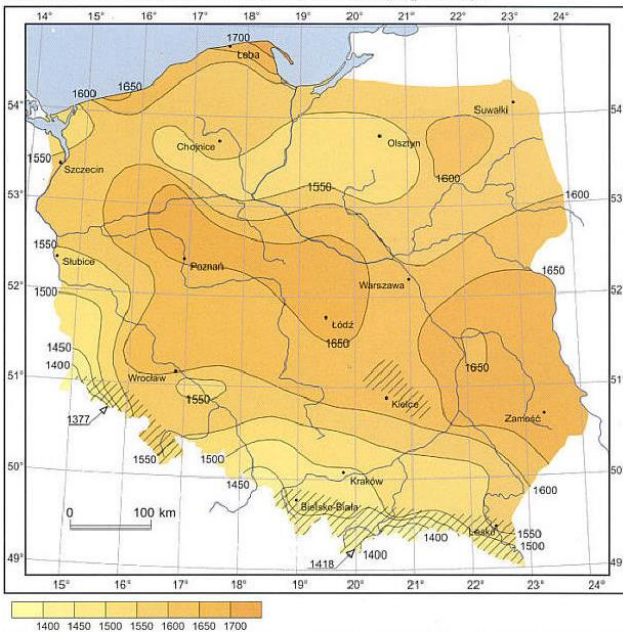 14° 15° 16° 17° 18° 19° 20° 21° 22° 23°
1700
Łeba
1650
1600
54°
54°
Suwałki
Chojnice
Olsztyn
1550
Szczecin
1550
1600
53°
53°
1600
1550
Słubice
1650
Poznań
Warszawa
1500
52°
52°
Łódź
1650
1650
1450
1400
Wrocław
51°
51°
1550
Kielce
1377
Zamość
1550
1500
50°
50°
1450
Kraków
1600
0 100 km
Bielsko-Biała
Lesko
1550
1400
1500
1400
1418
49°
49°
15° 16° 17° 18° 19° 20° 21° 22° 23° 24°
1400 1450 1500 1550 1600 1650 1700